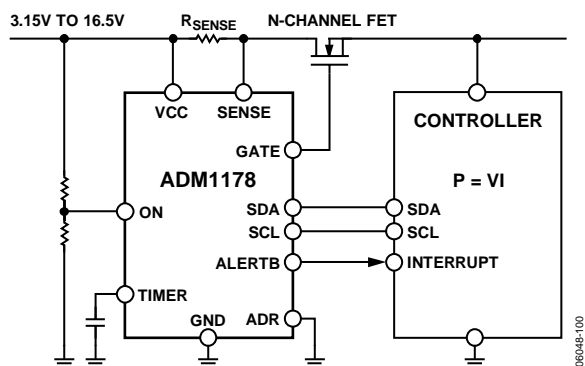 3.15V TO 16.5V
RSENSE
N-CHANNEL FET
VCC
SENSE
CONTROLLER
GATE
ADM1178
P = VI
ON
SDA
SDA
SCL
SCL
ALERTB
INTERRUPT
TIMER
GND
ADR
06048-100